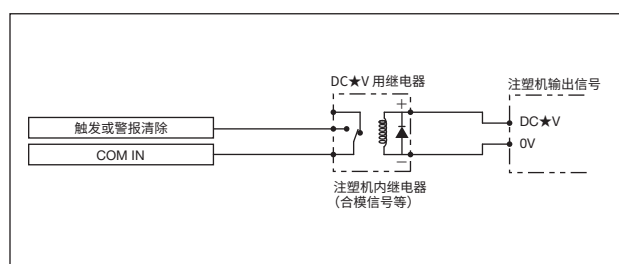 DC★V 用继电器
注塑机输出信号
触发或警报清除
COM IN
+
−
DC★V
0V
注塑机内继电器
（合模信号等）